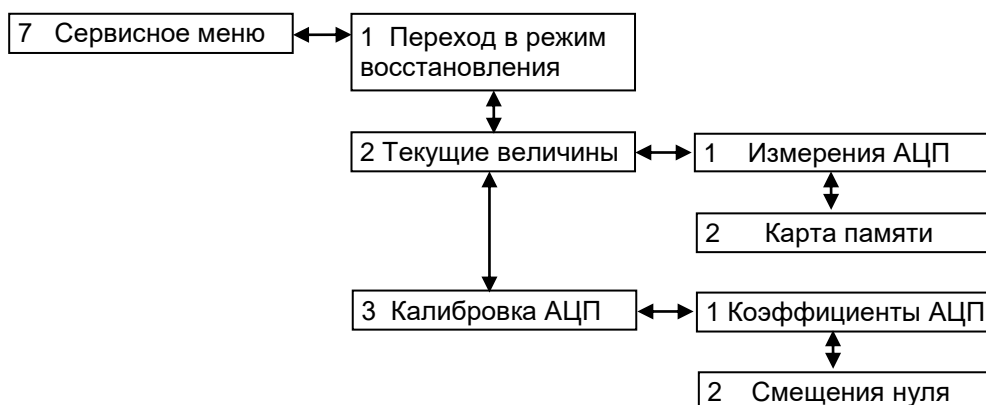 7 Сервисное меню
1 Переход в режим
восстановления
2 Текущие величины
1 Измерения АЦП
2 Карта памяти
3 Калибровка АЦП
1 Коэффициенты АЦП
2 Смещения нуля